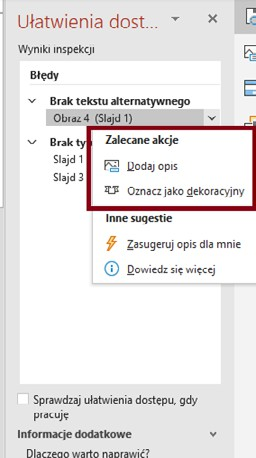 Ułatwienia dost...
Wyniki inspekcji
Błędy
Brak tekstu alternatywnego
Obraz 4 (Slajd 1)
Zalecane akcje
Brak ty
Dodaj opis
Slajd 1
Oznacz jako dekoracyjny
Slajd 3
Inne sugestie
Zasugeruj opis dla mnie
Dowiedz się więcej
Sprawdzaj ułatwienia dostępu, gdy
pracuję
Informacje dodatkowe
Dlaczego warto naprawić?